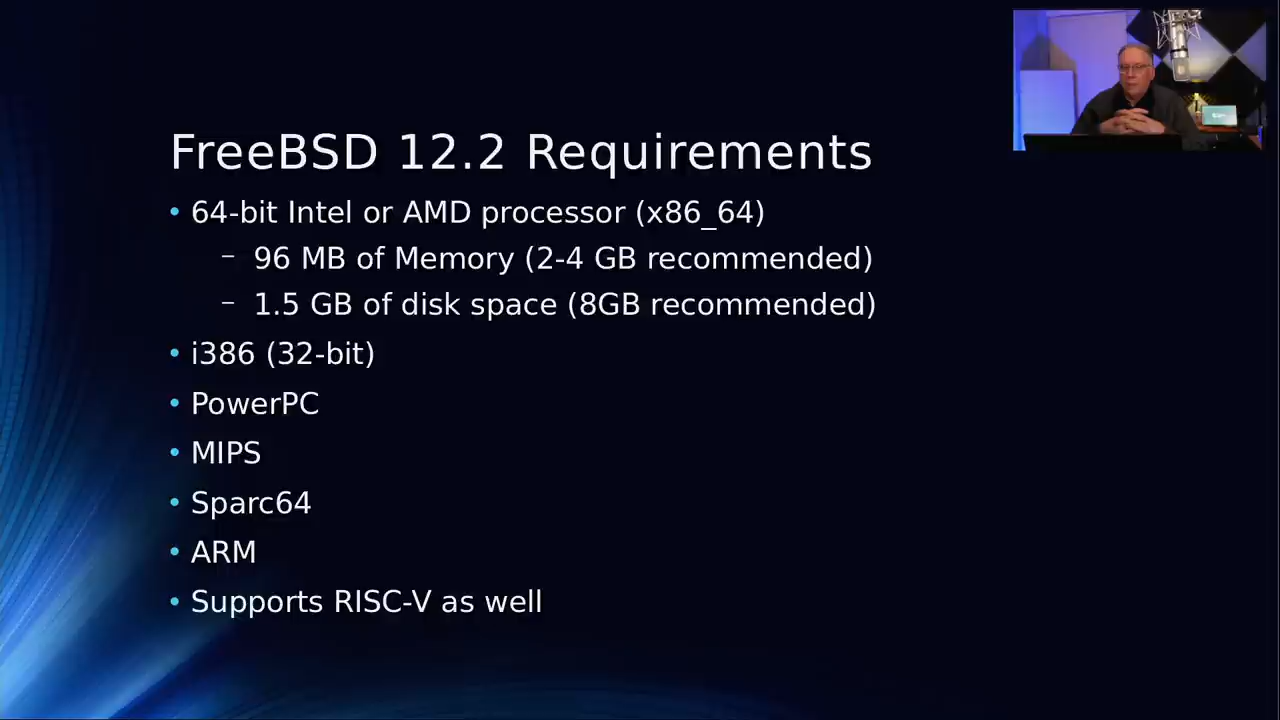 FreeBSD 12.2 Requirements
• 64-bit Intel or AMD processor (x86_64)
– 96 MB of Memory (2-4 GB recommended)
– 1.5 GB of disk space (8GB recommended)
• i386 (32-bit)
• PowerPC
• MIPS
• Sparc64
• ARM
• Supports RISC-V as well